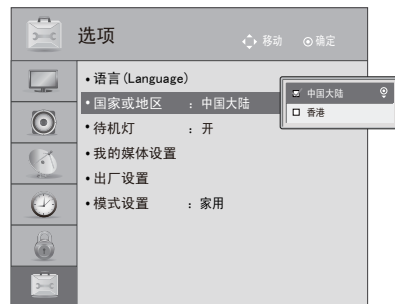 选项
移动 确定
• 语言(Language)
• 国家或地区 : 中国大陆
中国大陆
香港
• 待机灯 : 开
• 我的媒体设置
• 出厂设置
• 模式设置 : 家用